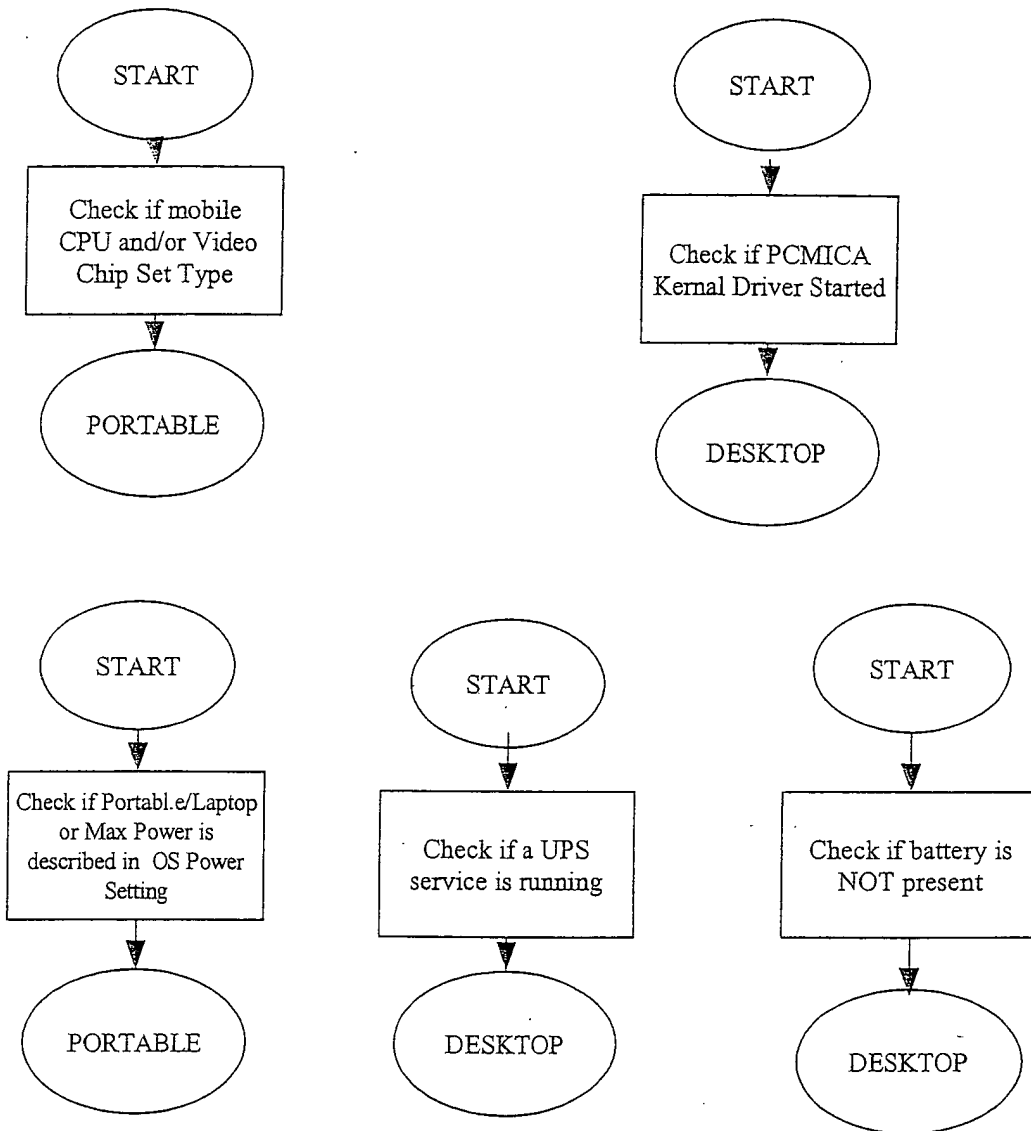 START
Check if mobile
CPU and/or Video
Chip Set Type
PORTABLE
START
Check if PCMICA
Kernal Driver Started
DESKTOP
START
Check if Portabl.e/Laptop
or Max Power is
described in OS Power
Setting
PORTABLE
START
Check if a UPS
service is running
DESKTOP
START
Check if battery is
NOT present
DESKTOP